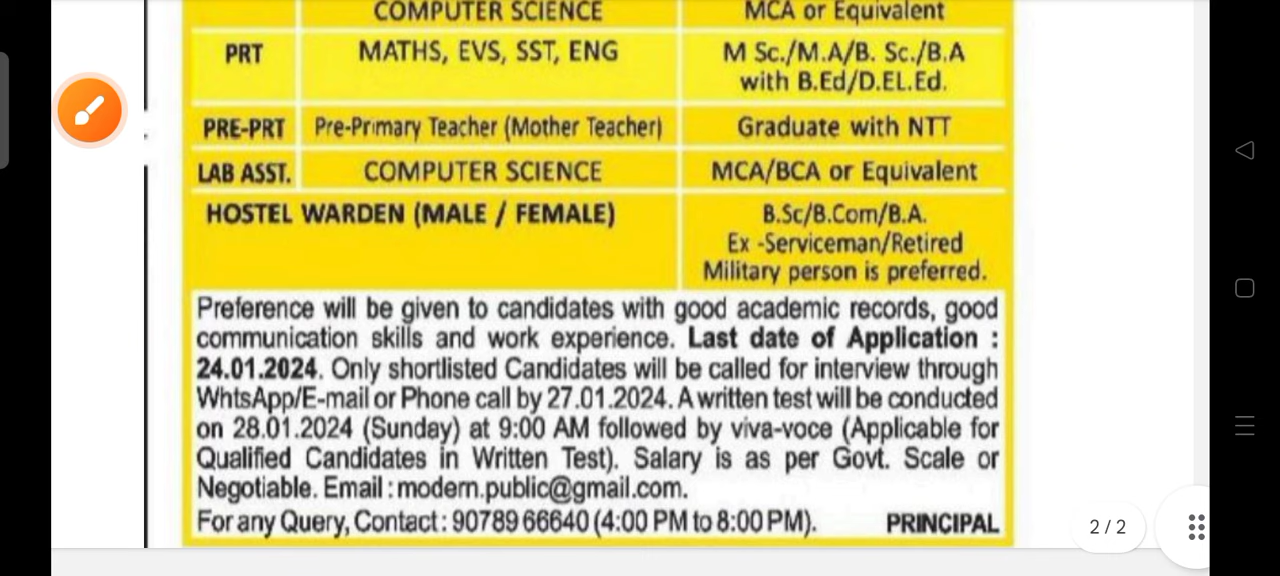 COMPUTER SCIENCE MCA or Equivalent
PRT MATHS, EVS, SST, ENG M Sc./M.A/B. Sc./B.A
with B.Ed/D.EL.Ed.
PRE-PRT Pre-Primary Teacher (Mother Teacher) Graduate with NTT
LAB ASST. COMPUTER SCIENCE MCA/BCA or Equivalent
HOSTEL WARDEN (MALE / FEMALE) B.Sc/B.Com/B.A.
Ex -Serviceman/Retired
Military person is preferred.
Preference will be given to candidates with good academic records, good
communication skills and work experience. Last date of Application :
24.01.2024. Only shortlisted Candidates will be called for interview through
WhtsApp/E-mail or Phone call by 27.01.2024. A written test will be conducted
on 28.01.2024 (Sunday) at 9:00 AM followed by viva-voce (Applicable for
Qualified Candidates in Written Test). Salary is as per Govt. Scale or
Negotiable. Email : modern.public@gmail.com.
For any Query, Contact : 90789 66640 (4:00 PM to 8:00 PM). PRINCIPAL
2 / 2